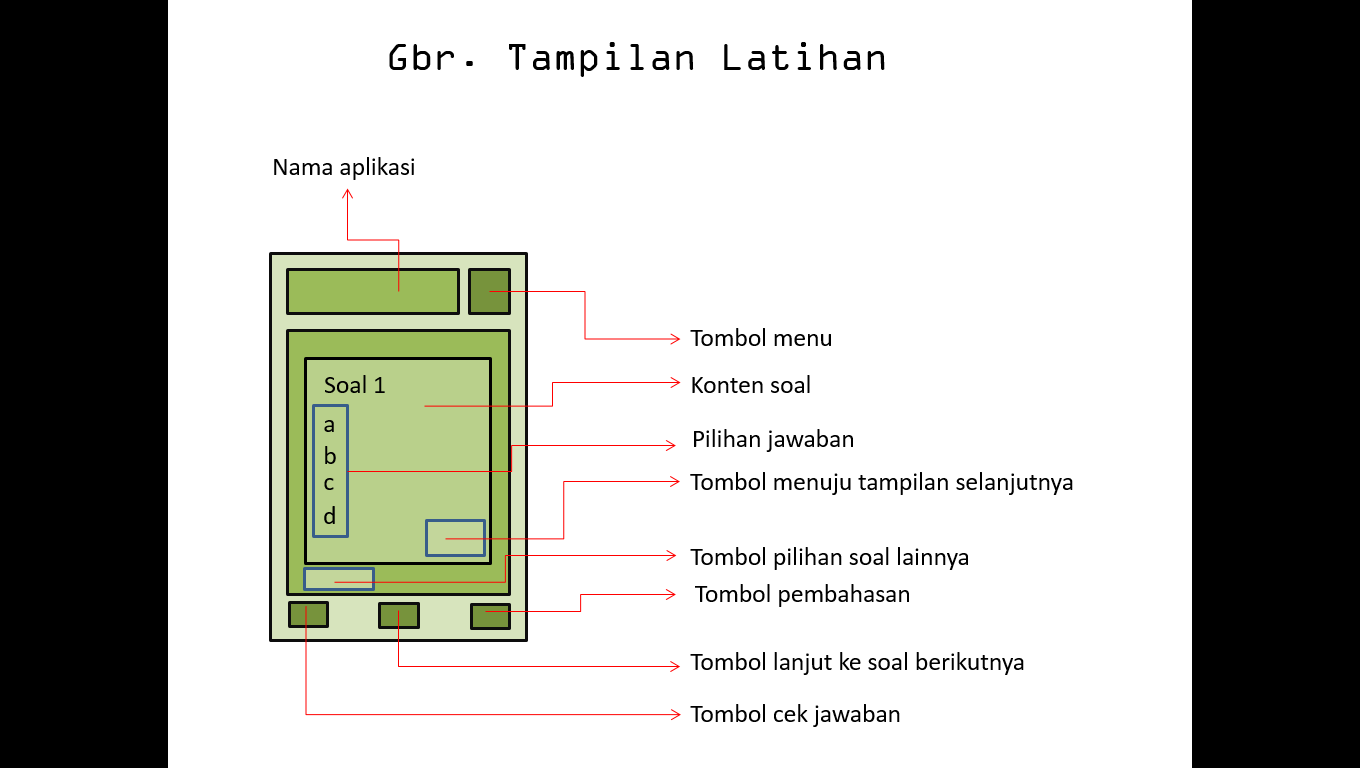 Gbr. Tampilan Latihan
Nama aplikasi
Tombol menu
Soal 1
Konten soal
a
b
c
d
Pilihan jawaban
Tombol menuju tampilan selanjutnya
Tombol pilihan soal lainnya
Tombol pembahasan
Tombol lanjut ke soal berikutnya
Tombol cek jawaban